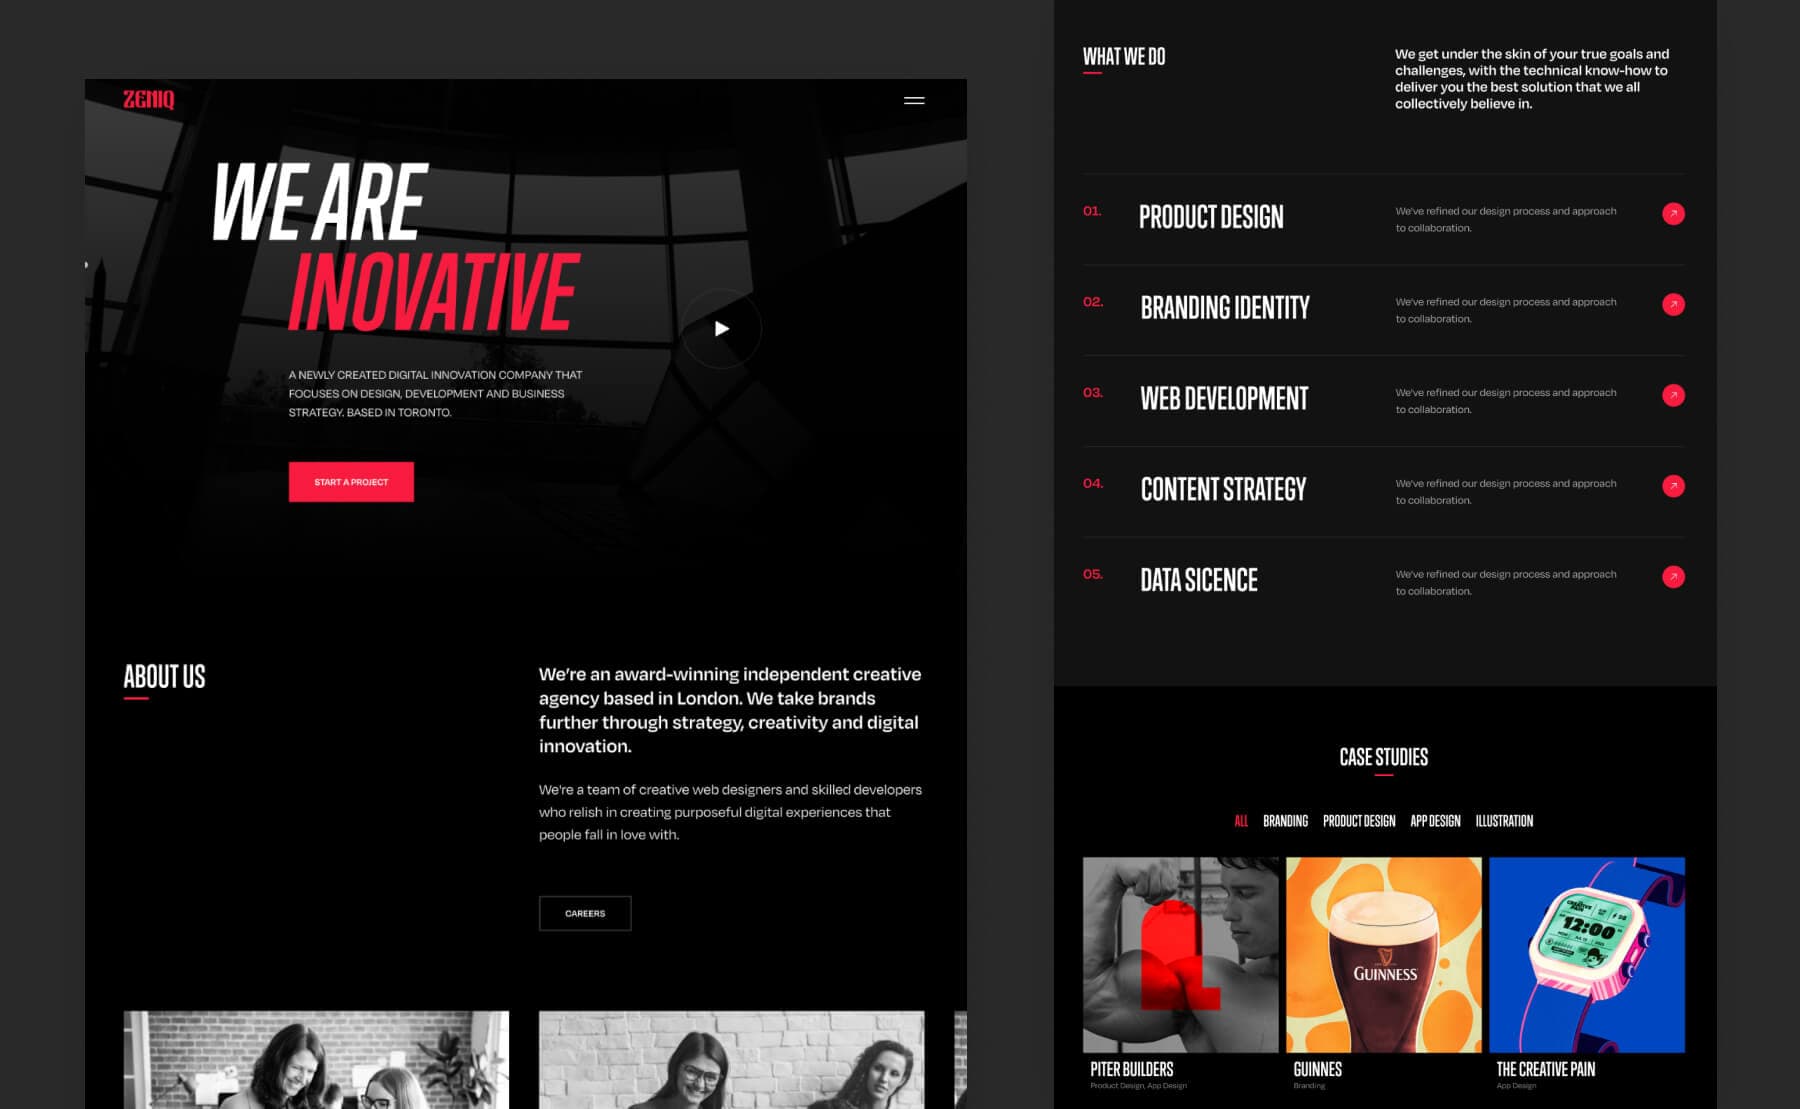 ZENIQ
WE ARE
INOVATIVE
A NEWLY CREATED DIGITAL INNOVATION COMPANY THAT
FOCUSES ON DESIGN, DEVELOPMENT AND BUSINESS
STRATEGY. BASED IN TORONTO.
START A PROJECT
ABOUT US
We're an award-winning independent creative
agency based in London. We take brands
further through strategy, creativity and digital
innovation.
We're a team of creative web designers and skilled developers
who relish in creating purposeful digital experiences that
people fall in love with.
CAREERS
WHAT WE DO
We get under the skin of your true goals and
challenges, with the technical know-how to
deliver you the best solution that we all
collectively believe in.
01.
PRODUCT DESIGN
We've refined our design process and approach
to collaboration.
02.
BRANDING IDENTITY
We've refined our design process and approach
to collaboration.
03.
WEB DEVELOPMENT
We've refined our design process and approach
to collaboration.
04.
CONTENT STRATEGY
We've refined our design process and approach
to collaboration.
05.
DATA SICENCE
We've refined our design process and approach
to collaboration.
CASE STUDIES
ALL BRANDING PRODUCT DESIGN APP DESIGN ILLUSTRATION
1
GUINNESS
CREATIVE
PAIN
12:00
PITER BUILDERS
Product Design, App Design
GUINNES
Branding
THE CREATIVE PAIN
App Design